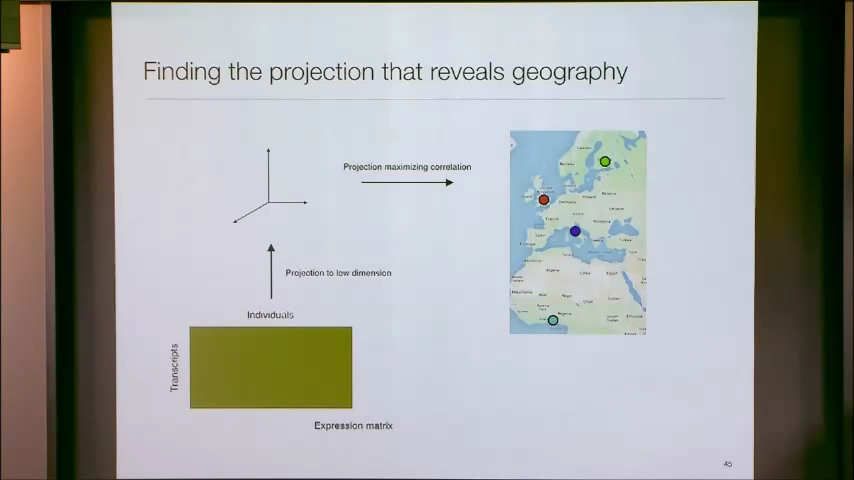 Finding the projection that reveals geography
Projection maximizing correlation
Projection to low dimension
Individuals
Transcripts
Expression matrix
45